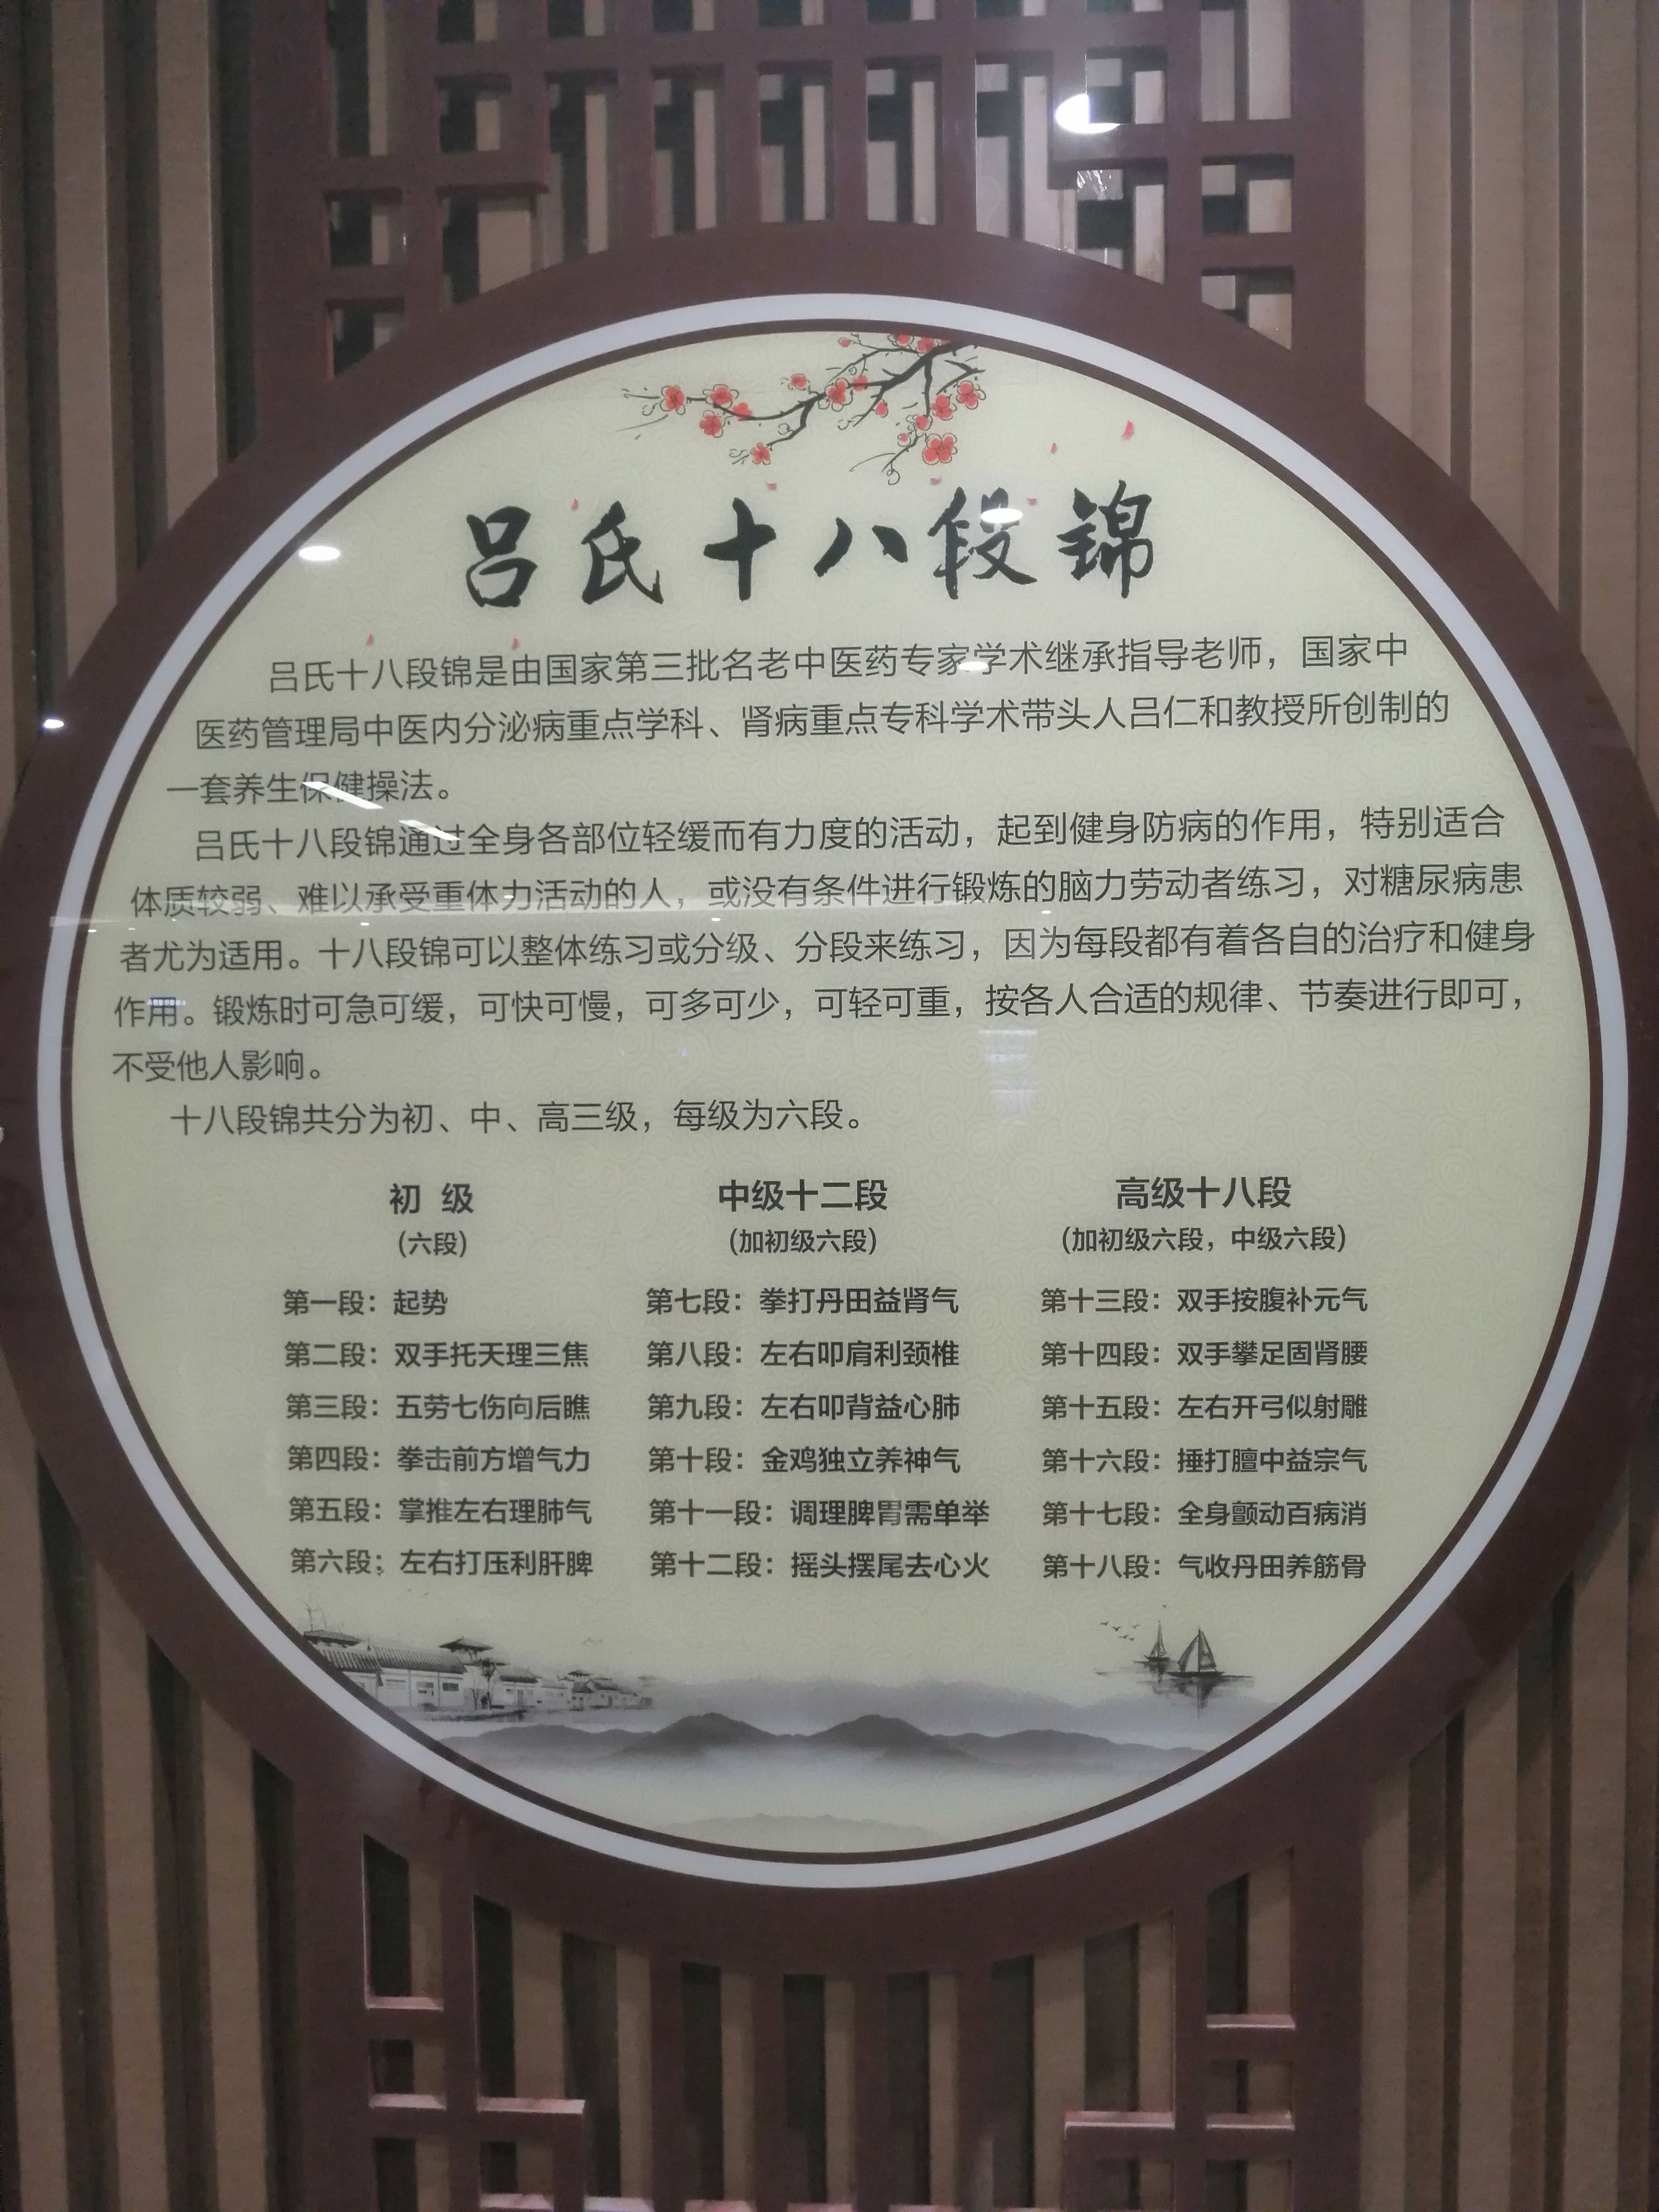 吕氏十八段锦
吕氏十八段锦是由国家第三批名老中医药专家学术继承指导老师，国家中
医药管理局中医内分泌病重点学科、肾病重点专科学术带头人吕仁和教授所创制的
一套养生保健操法。
吕氏十八段锦通过全身各部位轻缓而有力度的活动，起到健身防病的作用，特别适合
体质较弱、难以承受重体力活动的人，或没有条件进行锻炼的脑力劳动者练习，对糖尿病患
者尤为适用。十八段锦可以整体练习或分级、分段来练习，因为每段都有着各自的治疗和健身
作用。锻炼时可急可缓，可快可慢，可多可少，可轻可重，按各人合适的规律、节奏进行即可，
不受他人影响。
十八段锦共分为初、中、高三级，每级为六段。
初 级
(六段)
第一段：起势
第二段：双手托天理三焦
第三段：五劳七伤向后瞧
第四段：拳击前方增气力
第五段：掌推左右理肺气
第六段；左右打压利肝脾
中级十二段
(加初级六段)
第七段：拳打丹田益肾气
第八段：左右叩肩利颈椎
第九段：左右叩背益心肺
第十段：金鸡独立养神气
第十一段：调理脾胃需单举
第十二段：摇头摆尾去心火
高级十八段
(加初级六段，中级六段)
第十三段：双手按腹补元气
第十四段：双手攀足固肾腰
第十五段：左右开弓似射雕
第十六段：捶打膻中益宗气
第十七段：全身颤动百病消
第十八段：气收丹田养筋骨